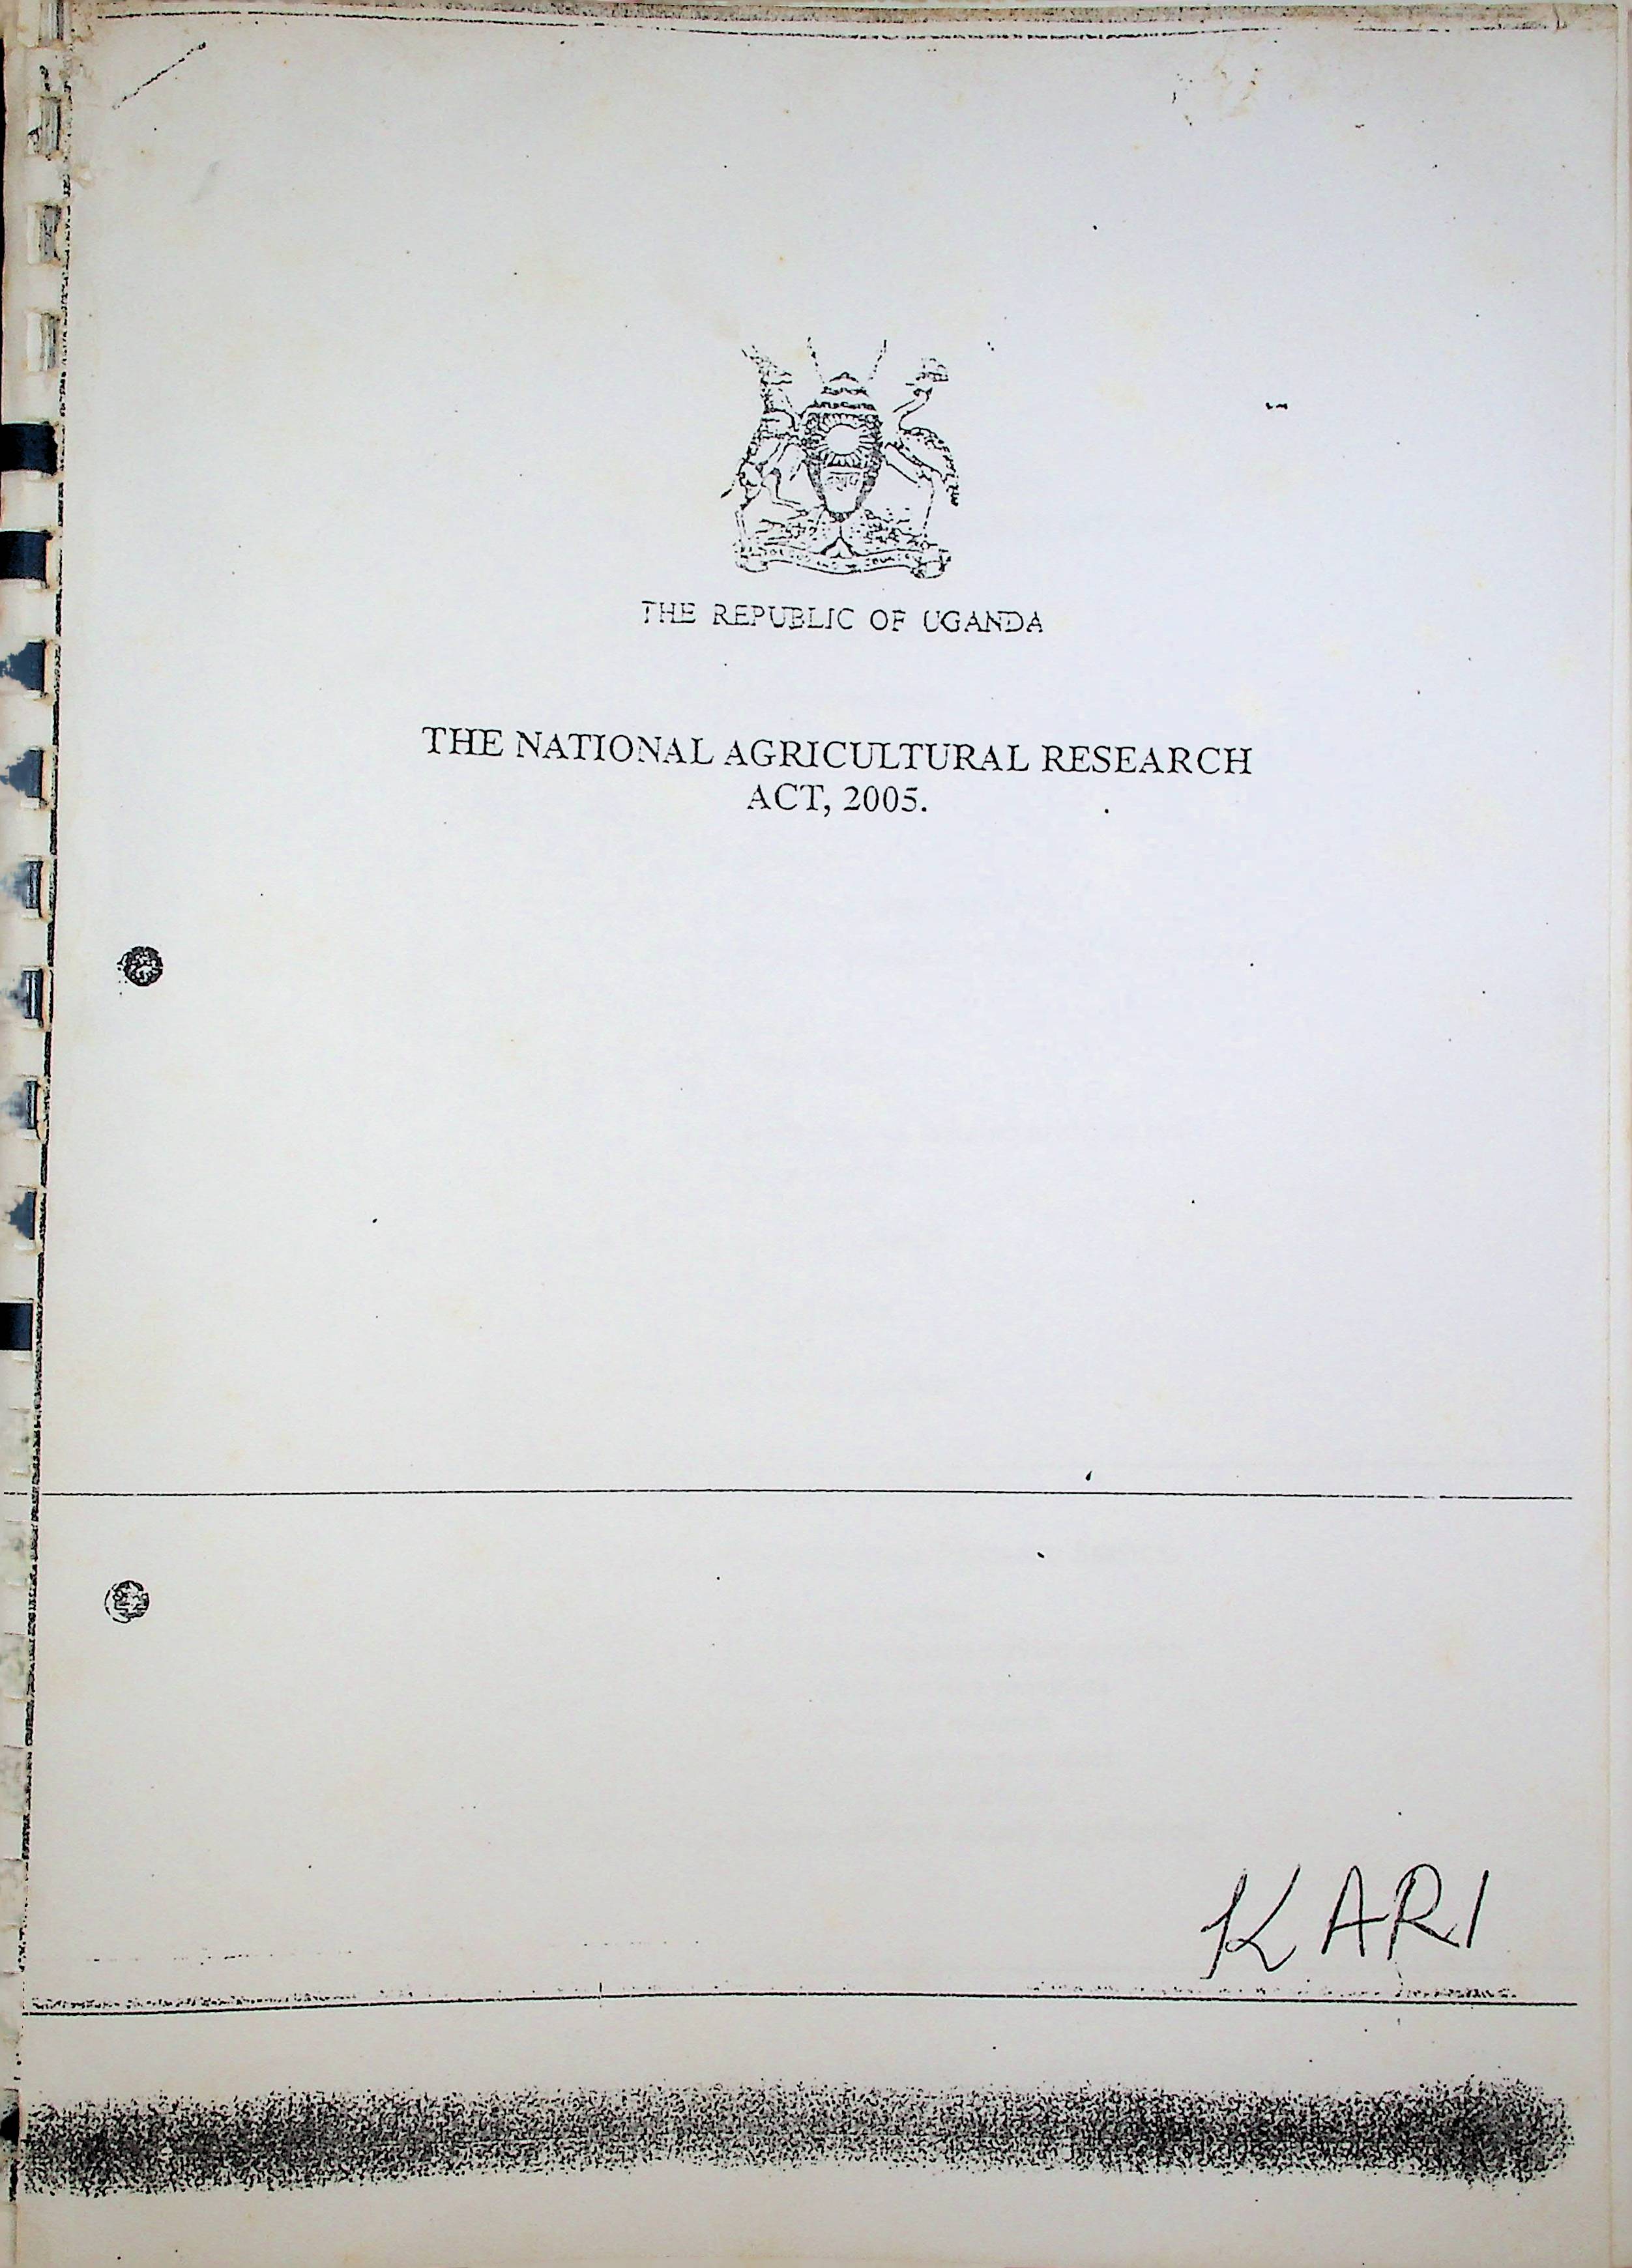 THE REPUBLIC OF UGANDA
THE NATIONAL AGRICULTURAL RESEARCH
ACT, 2005.
KARI